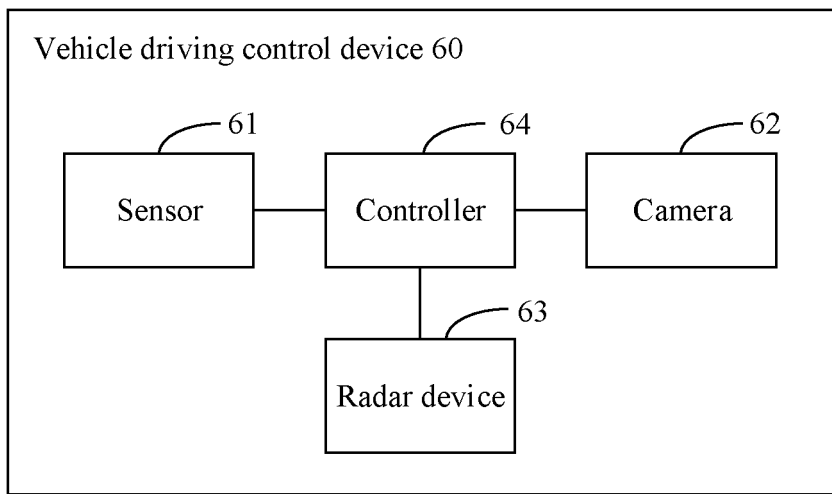 Vehicle driving control device 60
61
64
62
Sensor
Controller
Camera
63
Radar device